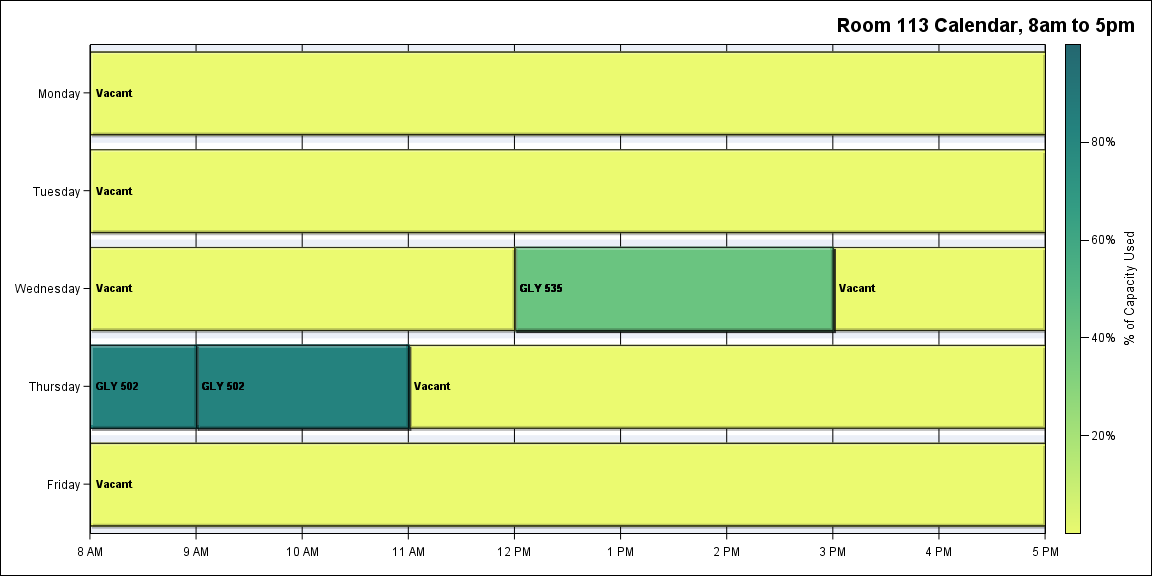 Room 113 Calendar, 8am to 5pm
Monday
Vacant
Tuesday
Vacant
Wednesday
Vacant
GLY 535
Vacant
Thursday
GLY 502
GLY 502
Vacant
Friday
Vacant
8 AM
9 AM
10 AM
11 AM
12 PM
1 PM
2 PM
3 PM
4 PM
5 PM
80%
60%
40%
20%
% of Capacity Used